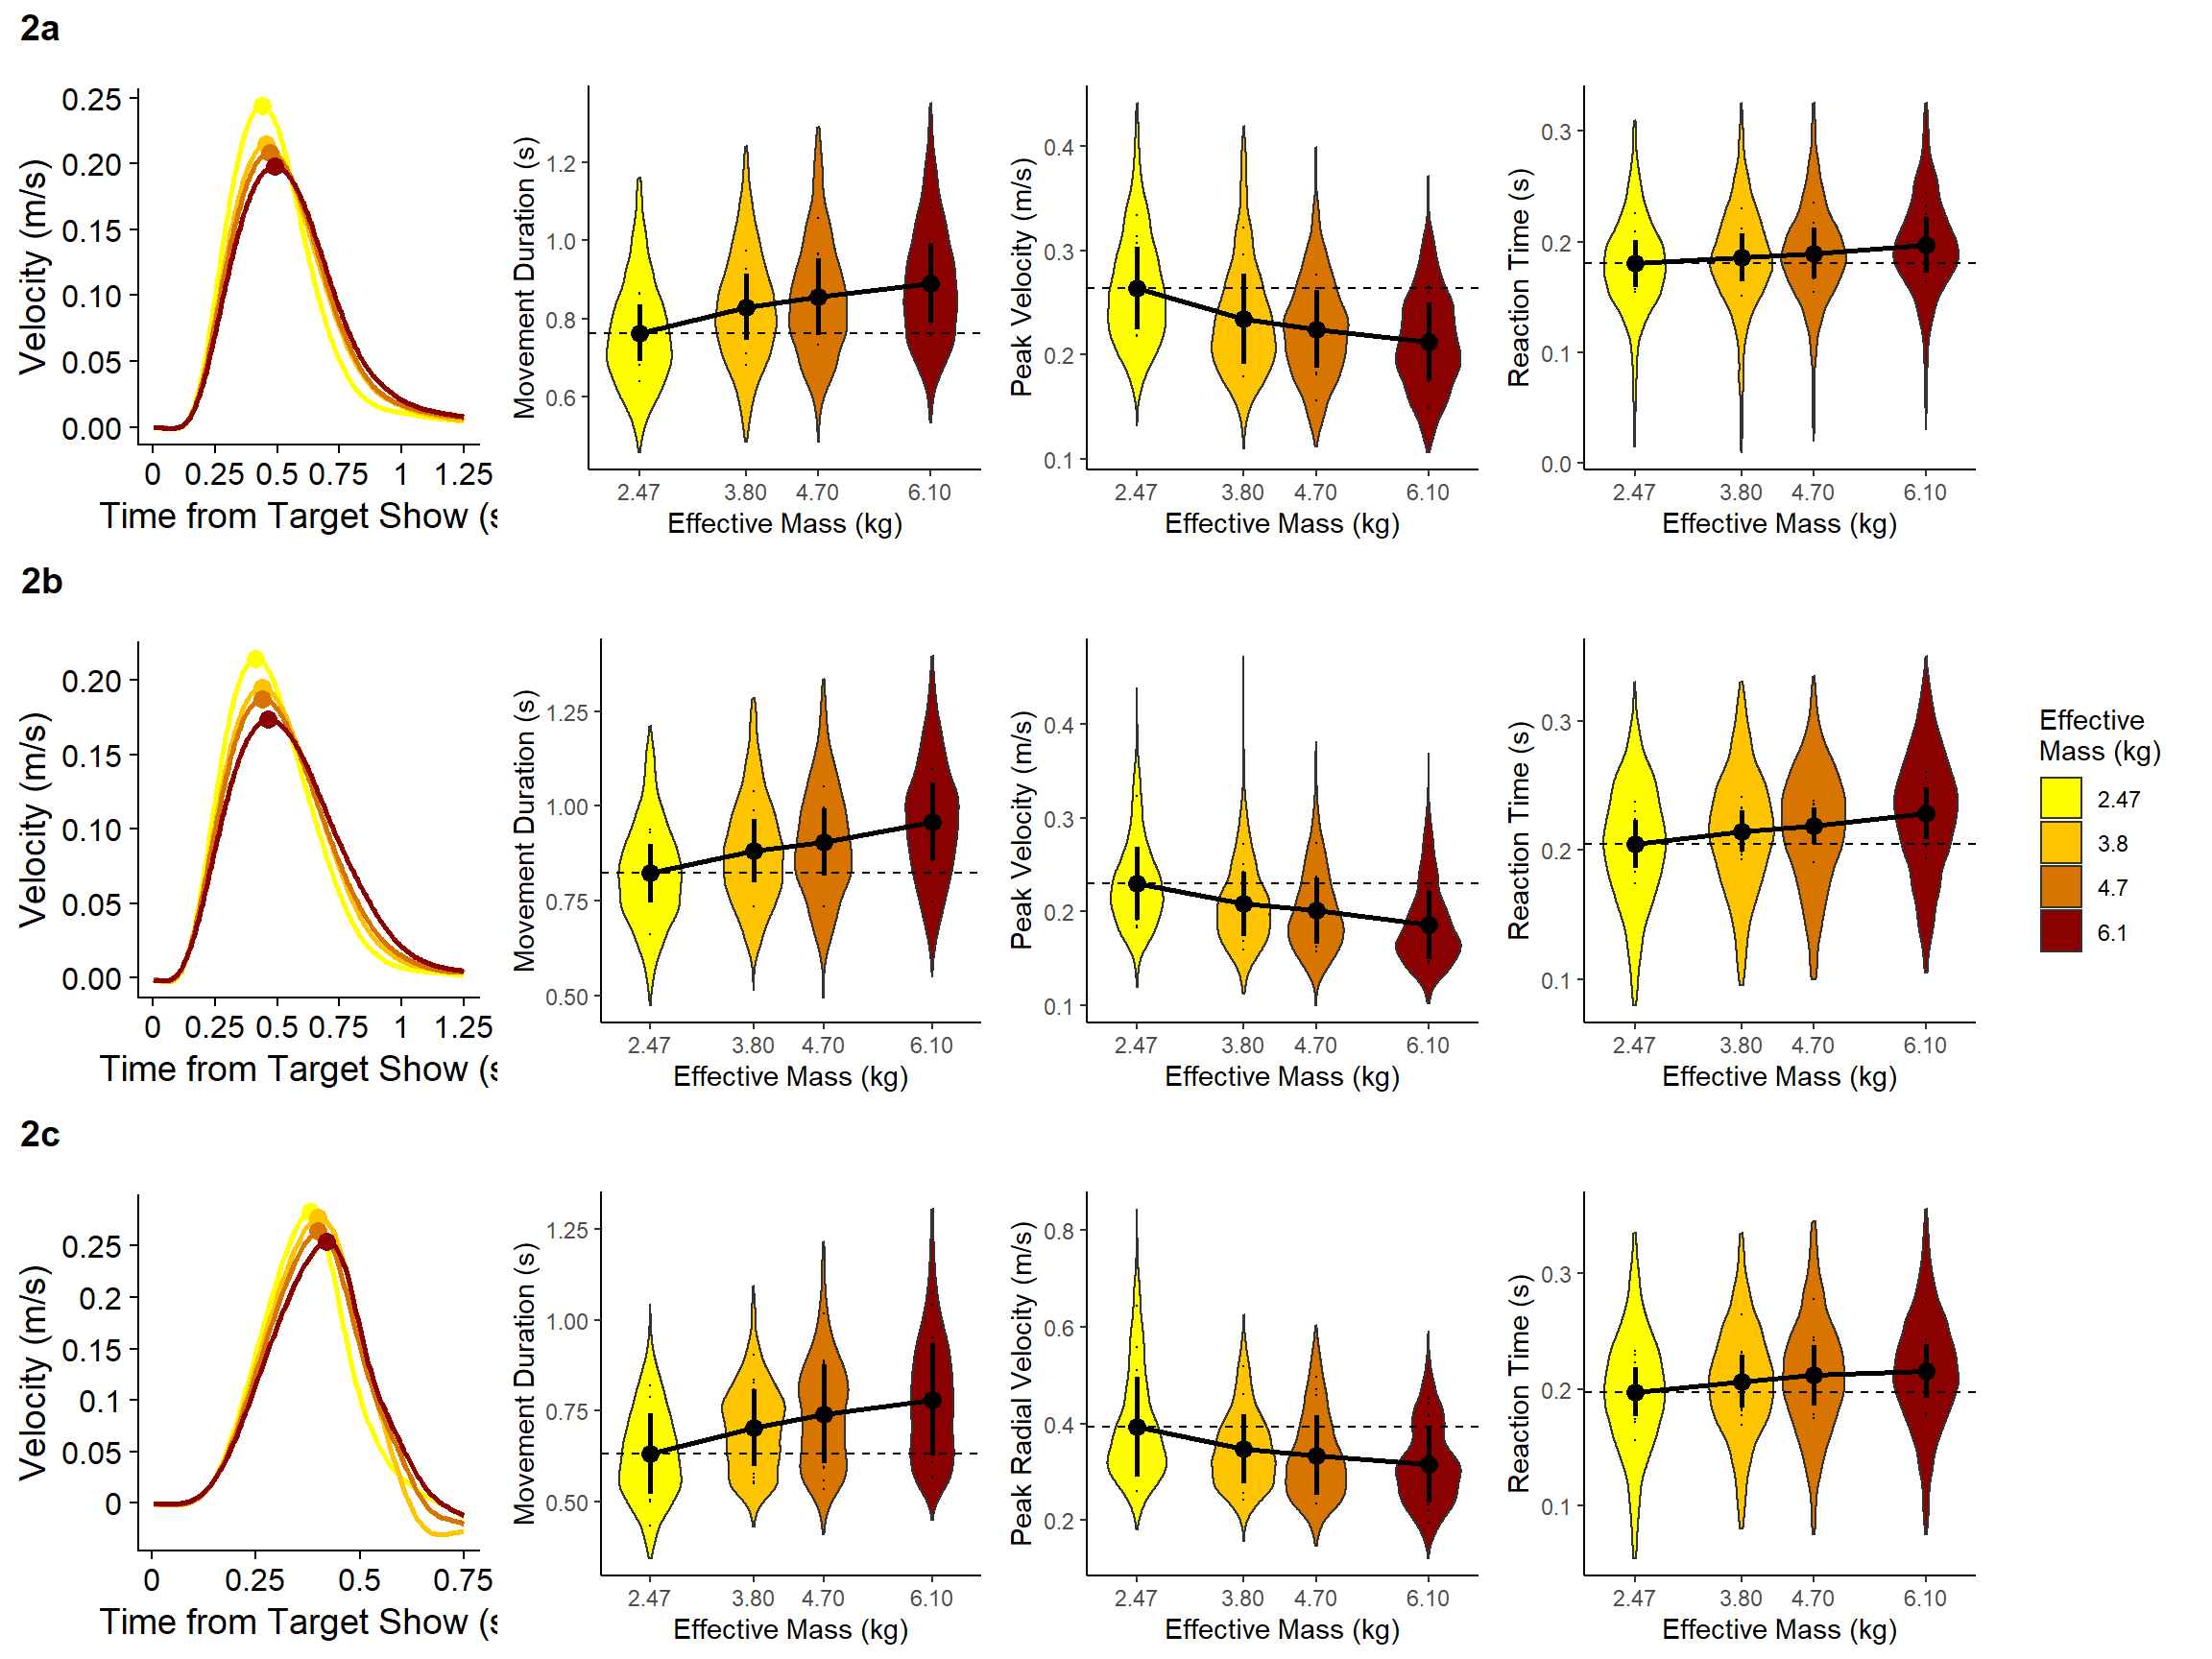 2a
Velocity (m/s)
0.25
0.20
0.15
0.10
0.05
0.00
0 0.25 0.5 0.75 1 1.25
Time from Target Show (s
Movement Duration (s)
1.2
1.0
0.8
0.6
2.47 3.80 4.70 6.10
Effective Mass (kg)
Peak Velocity (m/s)
0.4
0.3
0.2
0.1
2.47 3.80 4.70 6.10
Effective Mass (kg)
Reaction Time (s)
0.3
0.2
0.1
0.0
2.47 3.80 4.70 6.10
Effective Mass (kg)
2b
Velocity (m/s)
0.20
0.15
0.10
0.05
0.00
0 0.25 0.5 0.75 1 1.25
Time from Target Show (s
Movement Duration (s)
1.25
1.00
0.75
0.50
2.47 3.80 4.70 6.10
Effective Mass (kg)
Peak Velocity (m/s)
0.4
0.3
0.2
0.1
2.47 3.80 4.70 6.10
Effective Mass (kg)
Reaction Time (s)
0.3
0.2
0.1
2.47 3.80 4.70 6.10
Effective Mass (kg)
Effective
Mass (kg)
2.47
3.8
4.7
6.1
2c
Velocity (m/s)
0.25
0.2
0.15
0.1
0.05
0
0 0.25 0.5 0.75
Time from Target Show (s
Movement Duration (s)
1.25
1.00
0.75
0.50
2.47 3.80 4.70 6.10
Effective Mass (kg)
Peak Radial Velocity (m/s)
0.8
0.6
0.4
0.2
2.47 3.80 4.70 6.10
Effective Mass (kg)
Reaction Time (s)
0.3
0.2
0.1
2.47 3.80 4.70 6.10
Effective Mass (kg)